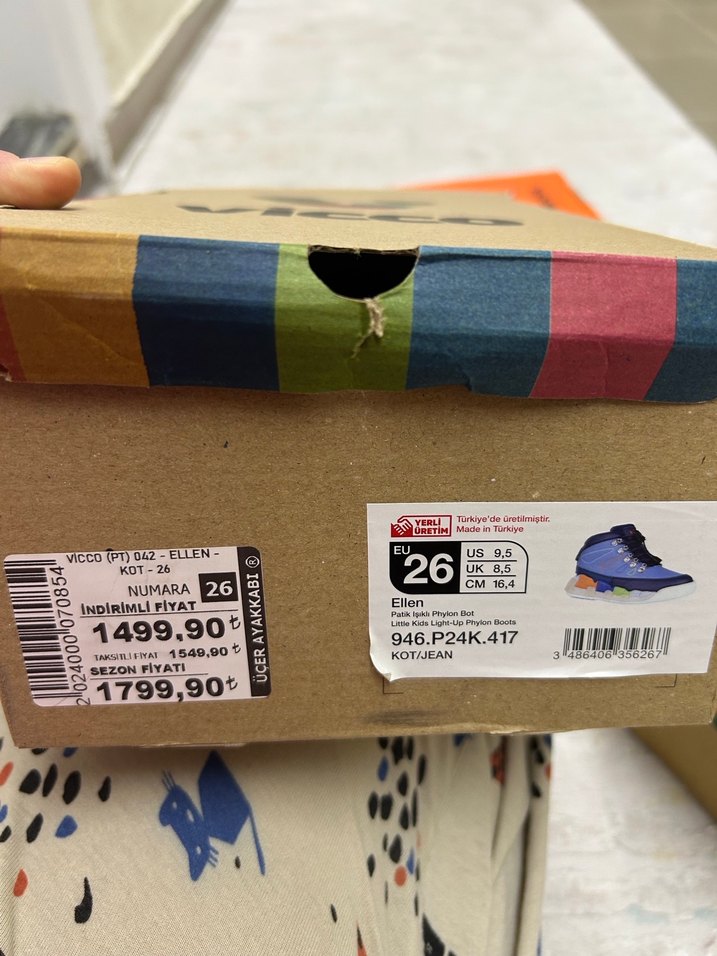 vicco
VICCO (PT) 042 - ELLEN -
KOT - 26
NUMARA 26
İNDİRİMLİ FİYAT
1499,90 ₺
TAKSİTLİ FİYAT 1549,90 ₺
SEZON FİYATI
1799,90 ₺
2 024000 070854
ÜÇER AYAKKABI ®
YERLİ
ÜRETİM
Türkiye'de üretilmiştir.
Made in Türkiye
EU
26
US 9,5
UK 8,5
CM 16,4
Ellen
Patik Işıklı Phylon Bot
Little Kids Light-Up Phylon Boots
946.P24K.417
KOT/JEAN
3 486406 356267